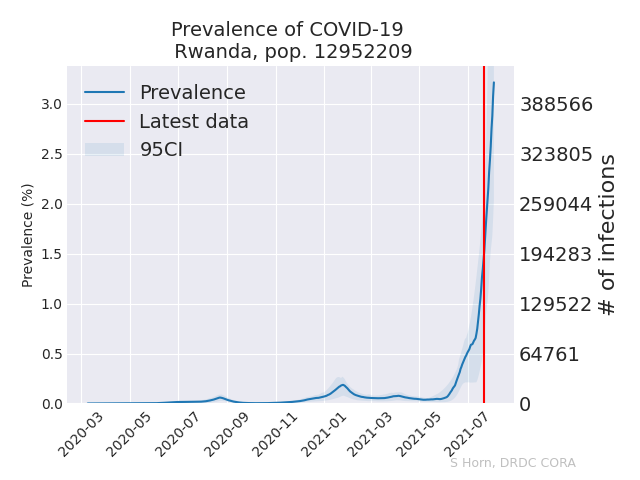 Prevalence of COVID-19
Rwanda, pop. 12952209
Prevalence
Latest data
95CI
Prevalence (%)
3.0
2.5
2.0
1.5
1.0
0.5
0.0
388566
323805
259044
194283
129522
64761
0
# of infections
2020-03
2020-05
2020-07
2020-09
2020-11
2021-01
2021-03
2021-05
2021-07
S Horn, DRDC CORA